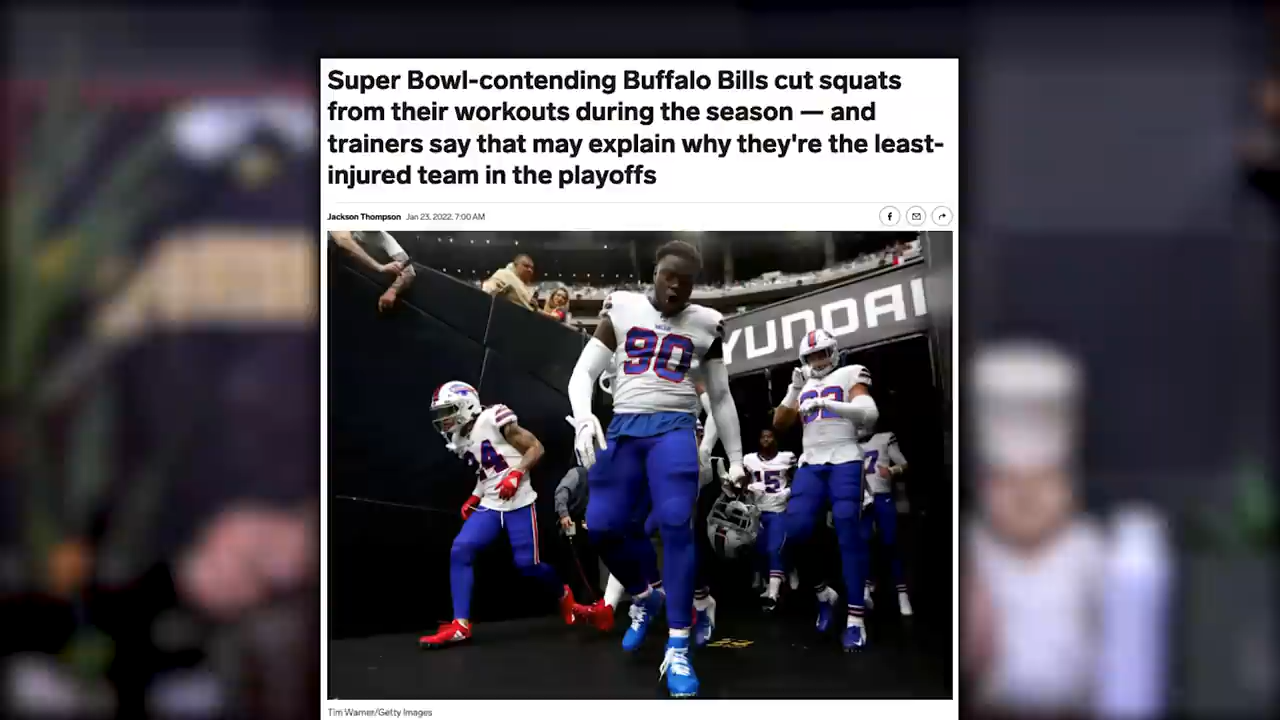 Super Bowl-contending Buffalo Bills cut squats
from their workouts during the season — and
trainers say that may explain why they're the least-
injured team in the playoffs
Jackson Thompson Jan 23, 2022, 7:00 AM
YUNDAI
90
24
92
15
7
Tim Warner/Getty Images